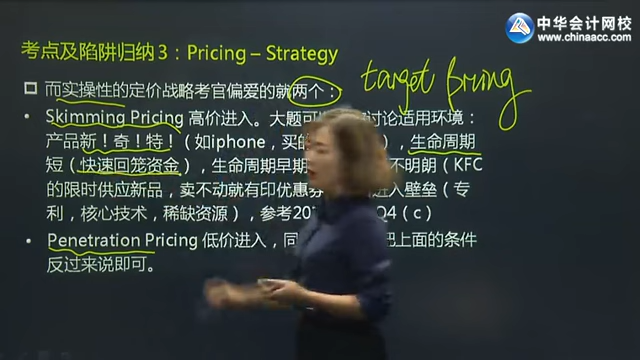 中华会计网校
www.chinaacc.com
考点及陷阱归纳3：Pricing – Strategy
而实操性的定价战略考官偏爱的就两个：
target pricing
Skimming Pricing 高价进入。大题可 讨论适用环境：
产品新！奇！特！（如iphone，买的 ），生命周期
短（快速回笼资金），生命周期早期 不明朗（KFC
的限时供应新品，卖不动就有印优惠券 进入壁垒（专
利，核心技术，稀缺资源），参考20 Q4（c）
Penetration Pricing 低价进入，同 把上面的条件
反过来说即可。